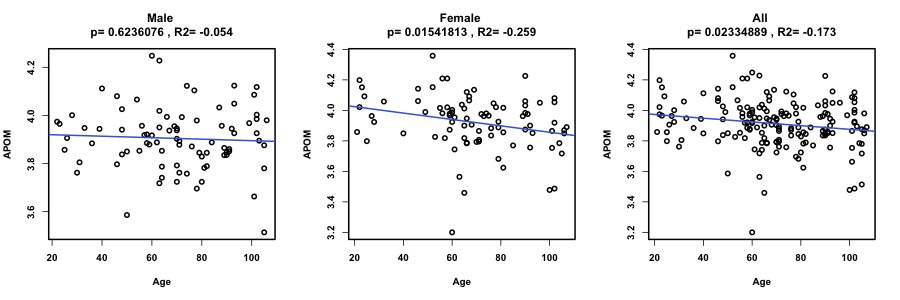 Male
p= 0.6236076 , R2= -0.054
APOM
4.2
4.0
3.8
3.6
20 40 60 80 100
Age
Female
p= 0.01541813 , R2= -0.259
APOM
4.4
4.2
4.0
3.8
3.6
3.4
3.2
20 40 60 80 100
Age
All
p= 0.02334889 , R2= -0.173
APOM
4.4
4.2
4.0
3.8
3.6
3.4
3.2
20 40 60 80 100
Age